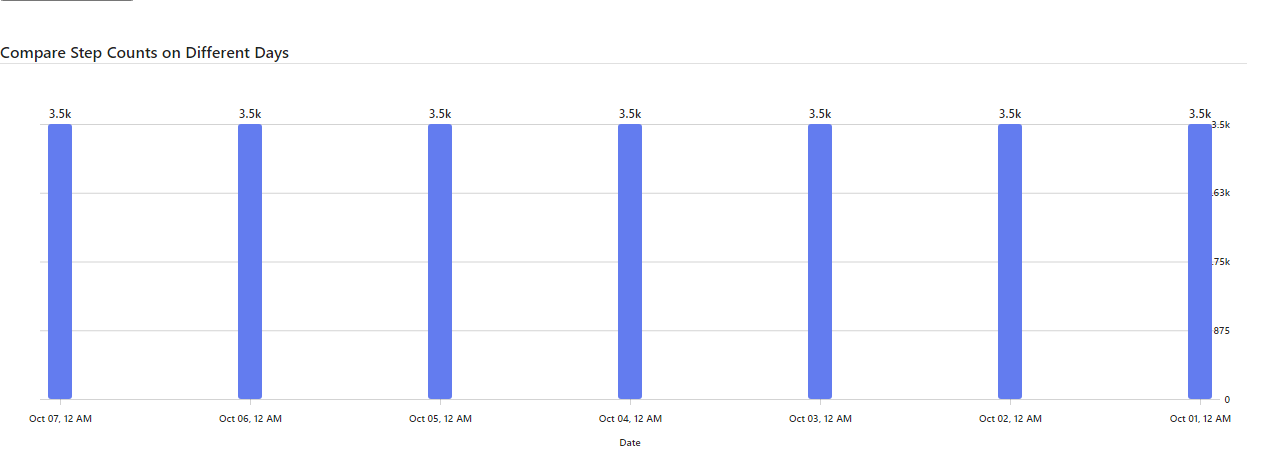 Compare Step Counts on Different Days
3.5k 3.5k 3.5k 3.5k 3.5k 3.5k 3.5k
3.5k
.63k
.75k
875
0
Oct 07, 12 AM Oct 06, 12 AM Oct 05, 12 AM Oct 04, 12 AM Oct 03, 12 AM Oct 02, 12 AM Oct 01, 12 AM
Date